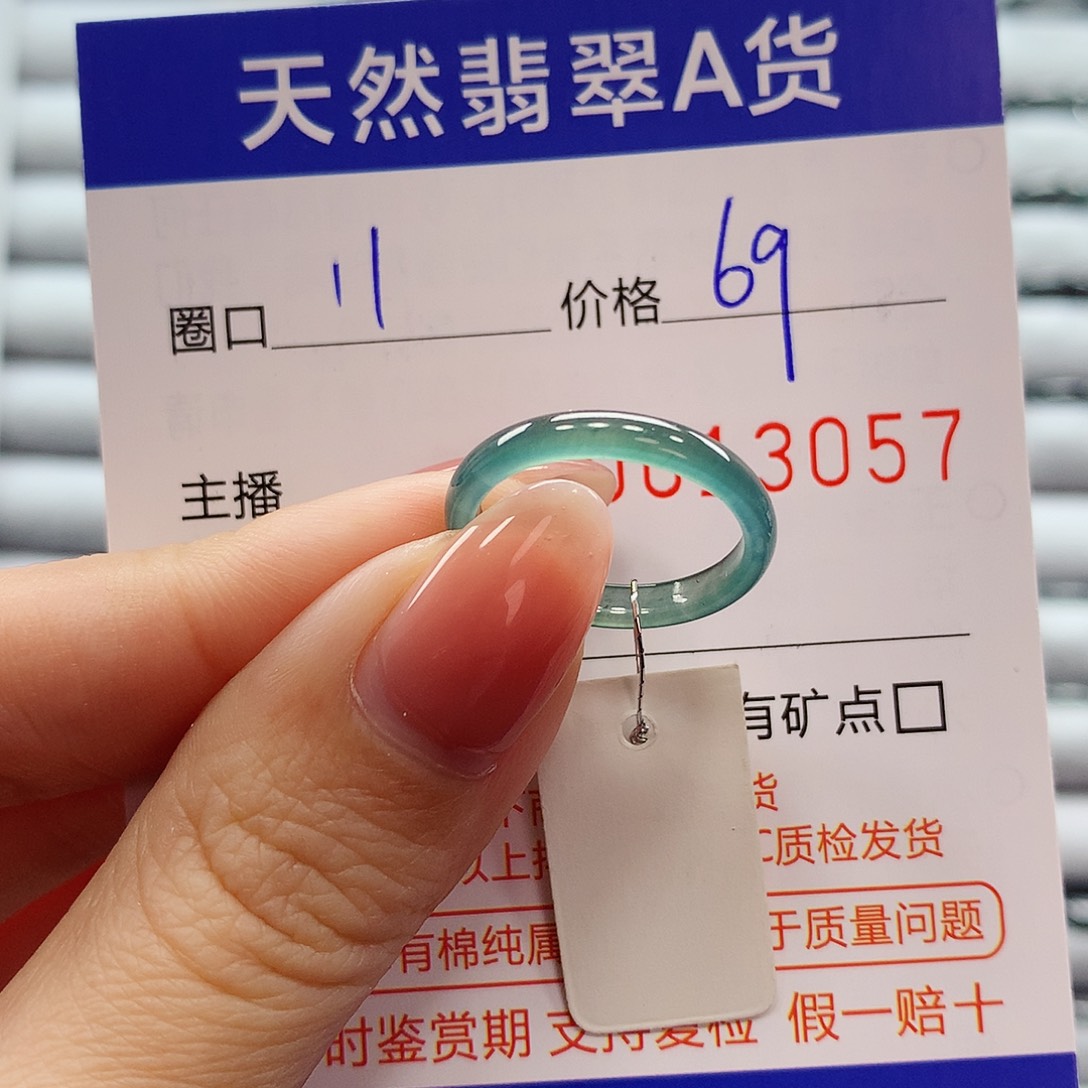 天然翡翠A货
圈口 11 价格 69
主播 13057
有矿点□
货
以上 质检发货
有棉纯属 于质量问题
时鉴赏期 支持复检 假一赔十